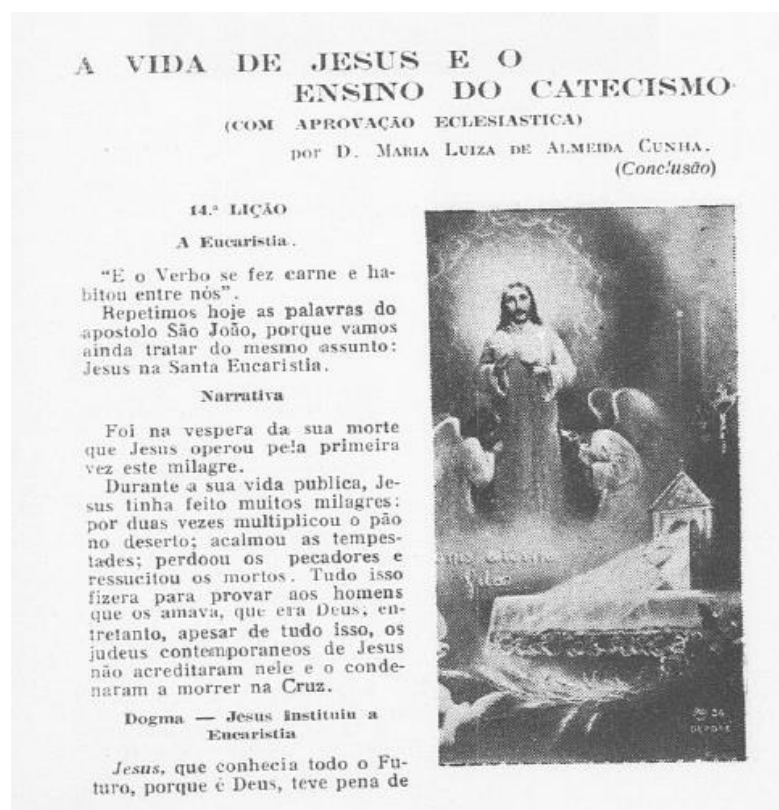 A VIDA DE JESUS E O
ENSINO DO CATECISMO
(COM APROVAÇÃO ECLESIASTICA)
por D. MARIA LUIZA DE ALMEIDA CUNHA.
(Conclusão)
14.ª LIÇÃO
A Eucaristia.
"E o Verbo se fez carne e ha-
bitou entre nós".
Repetimos hoje as palavras do
apostolo São João, porque vamos
ainda tratar do mesmo assunto:
Jesus na Santa Eucaristia.
Narrativa
Foi na vespera da sua morte
que Jesus operou pela primeira
vez este milagre.
Durante a sua vida publica, Je-
sus tinha feito muitos milagres:
por duas vezes multiplicou o pão
no deserto; acalmou as tempes-
tades; perdoou os pecadores e
ressucitou os mortos. Tudo isso
fizera para provar aos homens
que os amava, que era Deus; en-
tretanto, apesar de tudo isso, os
judeus contemporaneos de Jesus
não acreditaram nele e o conde-
naram a morrer na Cruz.
Dogma — Jesus instituiu a
Eucaristia
Jesus, que conhecia todo o Fu-
turo, porque é Deus, teve pena de